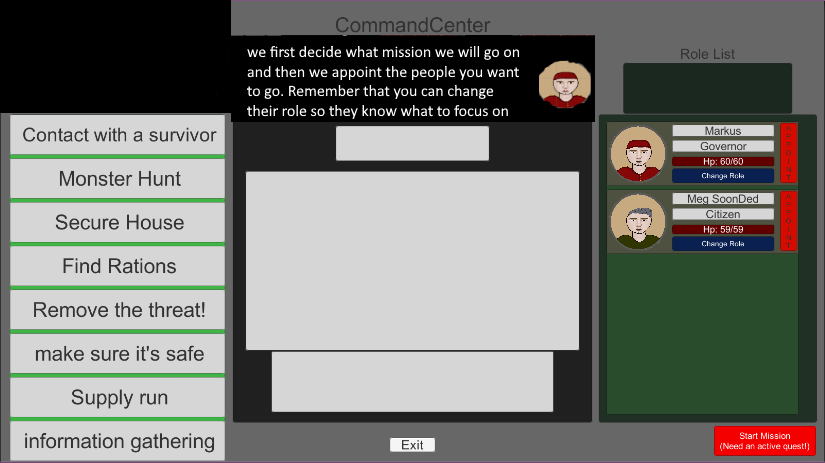 CommandCenter
we first decide what mission we will go on
and then we appoint the people you want
to go. Remember that you can change
their role so they know what to focus on
Contact with a survivor
Monster Hunt
Secure House
Find Rations
Remove the threat!
make sure it's safe
Supply run
information gathering
Exit
Role List
Markus
Governor
Hp: 60/60
Change Role
APPOINT
Meg SoonDed
Citizen
Hp: 59/59
Change Role
APPOINT
Start Mission
(Need an active quest!)